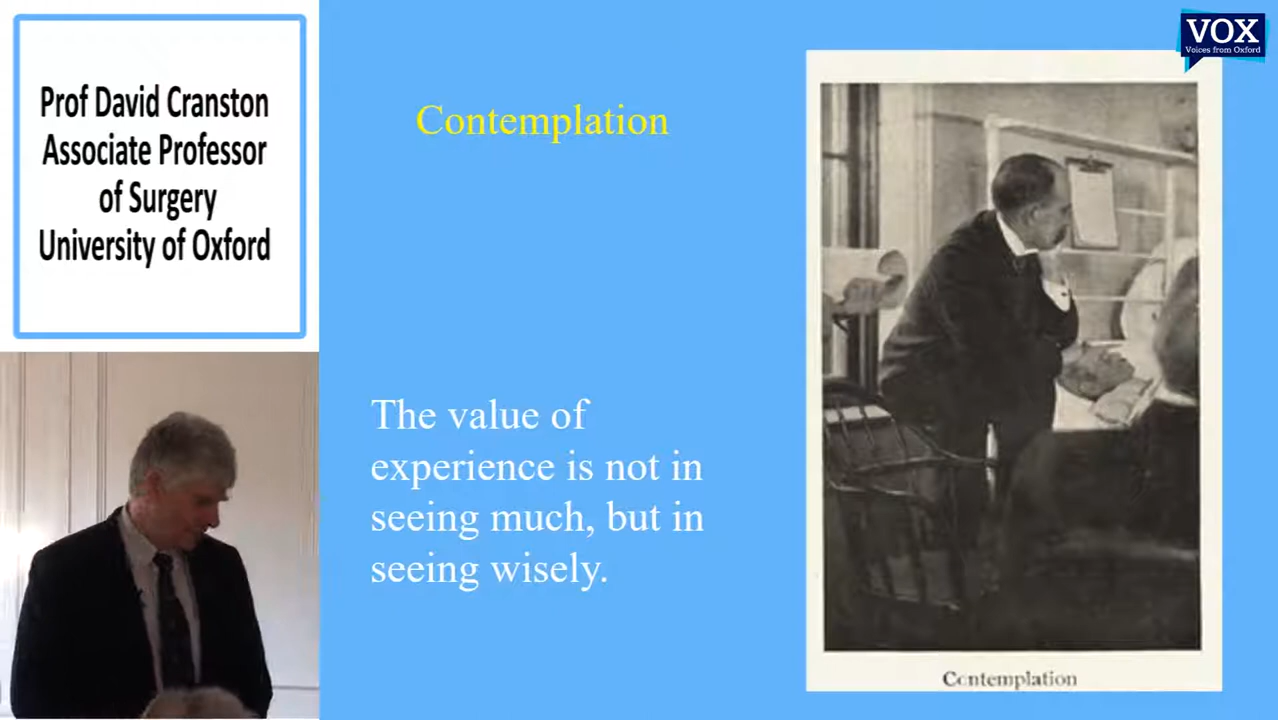 Prof David Cranston
Associate Professor
of Surgery
University of Oxford
Contemplation
The value of
experience is not in
seeing much, but in
seeing wisely.
VOX
Voices from Oxford
Contemplation